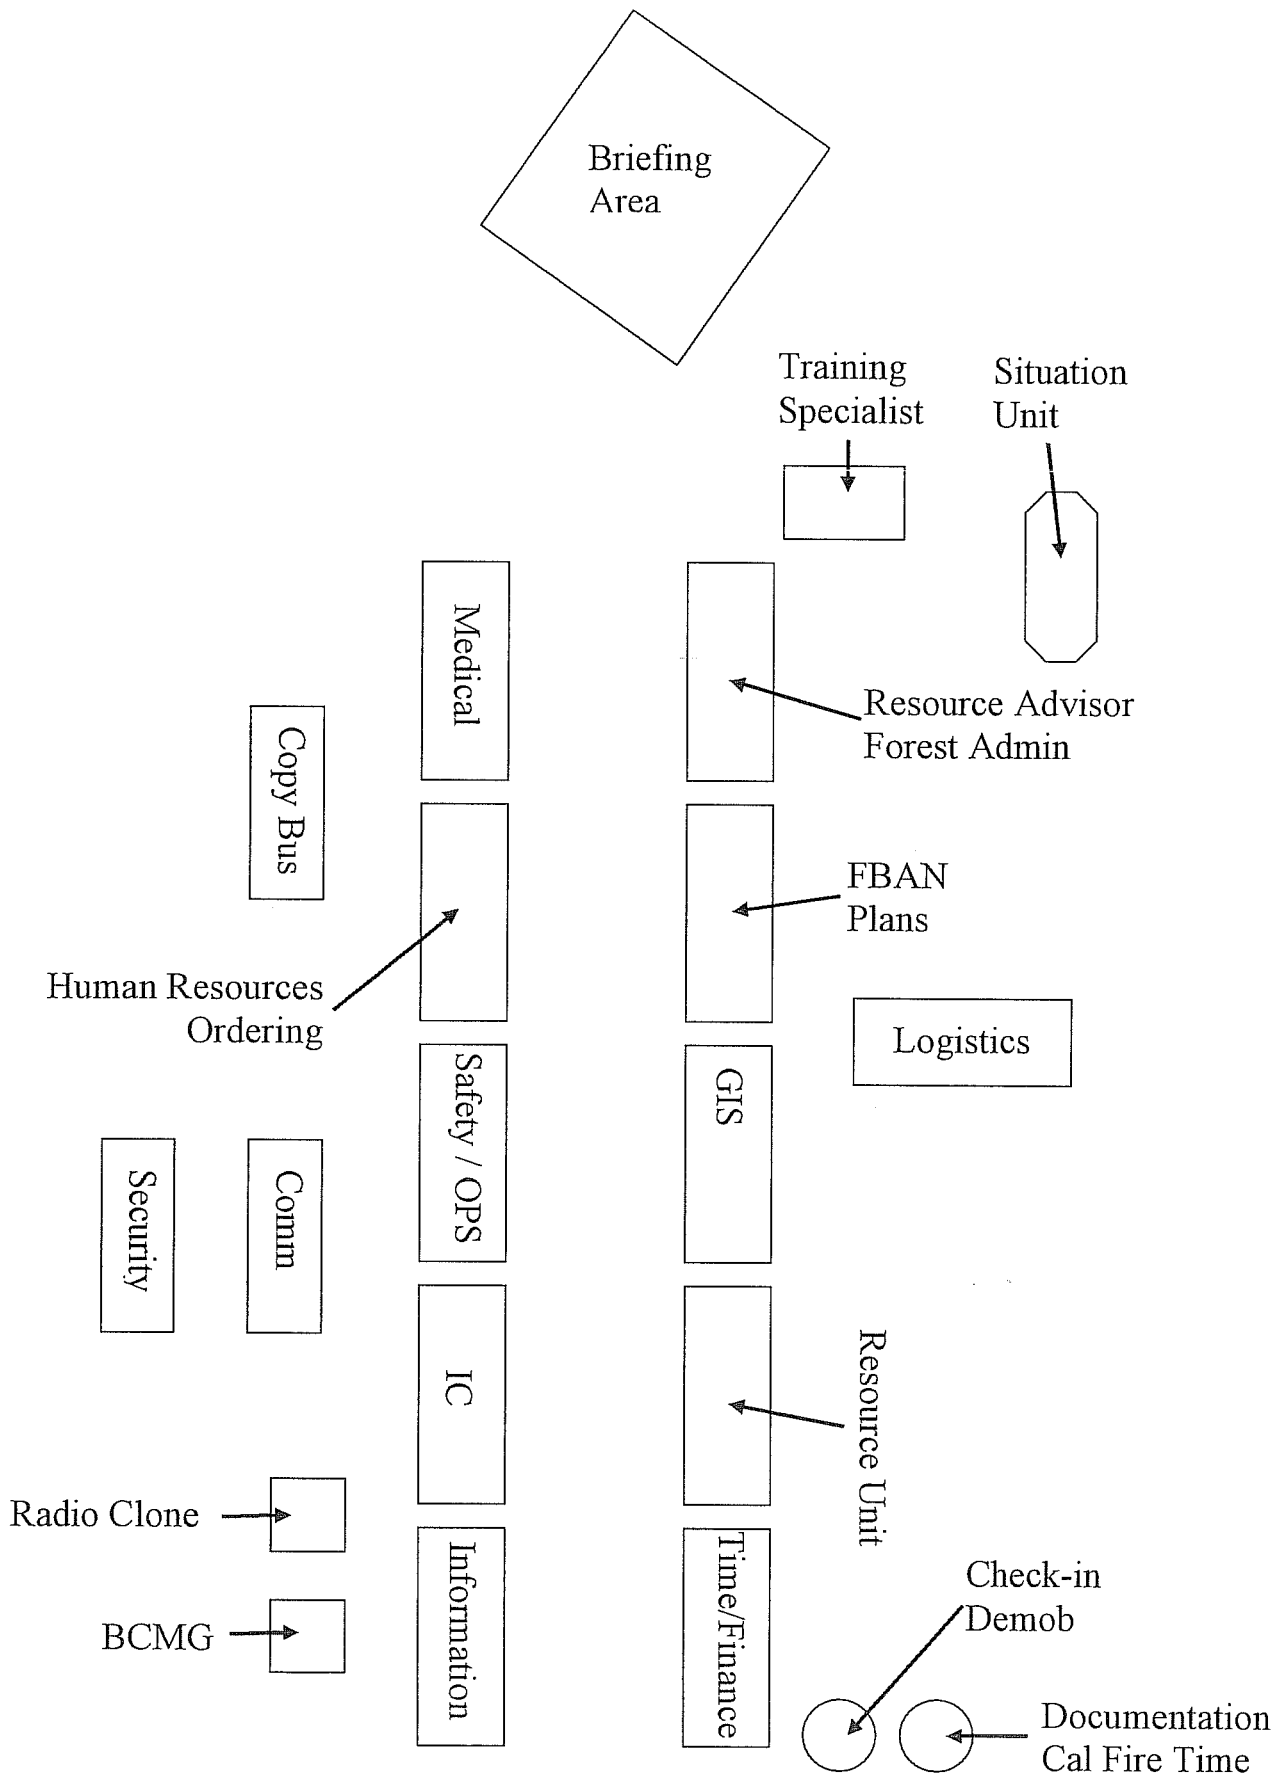 Briefing
Area
Training
Specialist
Situation
Unit
Medical
Resource Advisor
Forest Admin
Copy Bus
FBAN
Plans
Human Resources
Ordering
Logistics
Safety / OPS
GIS
Security
Comm
IC
Resource Unit
Radio Clone
Information
Time/Finance
Check-in
Demob
BCMG
Documentation
Cal Fire Time